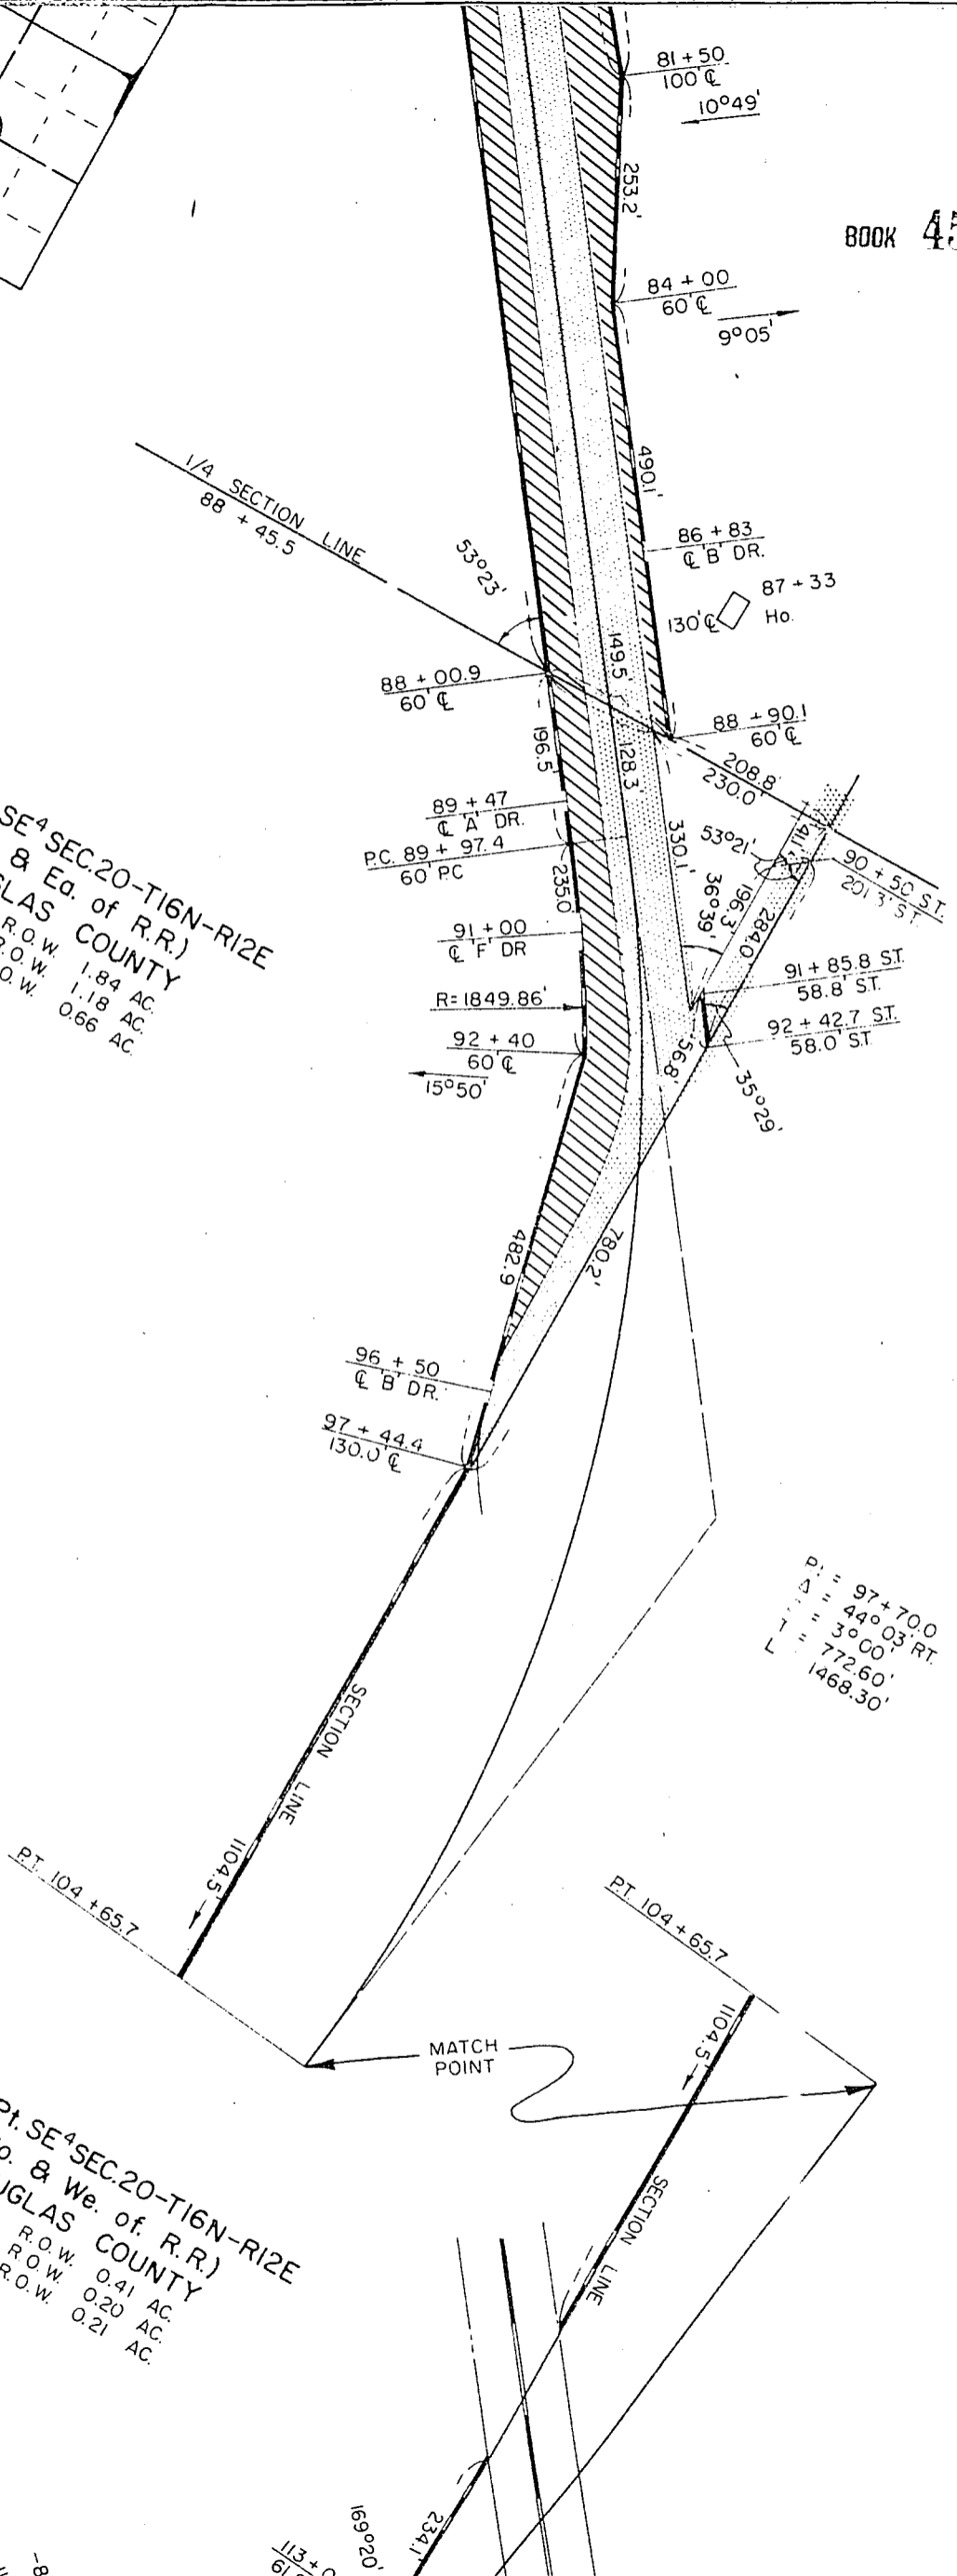 81+50
100' ℄
10°49'
253.2'
BOOK 45
84 + 00
60' ℄
9°05'
490.1'
1/4 SECTION LINE
88 + 45.5
53°23'
86 + 83
℄ 'B' DR.
87 + 33
130' ℄
Ho.
149.5'
88 + 00.9
60' ℄
88 + 90.1
60' ℄
196.5
128.3'
208.8'
230.0'
89 + 47
℄ 'A' DR.
P.C. 89 + 97.4
60' PC
330.1'
53°21'
90 + 50 S.T.
201.3' S.T.
235.0'
36°39'
196.3'
284.0'
SE⁴ SEC.20-T16N-R12E
& Ea. of R.R.)
GLAS COUNTY
R.O.W. 1.84 AC.
R.O.W. 1.18 AC.
O.W. 0.66 AC.
91 + 00
℄ 'F' DR
R=1849.86'
91 + 85.8 S.T.
58.8' S.T.
92 + 40
60' ℄
15°50'
92 + 42.7 S.T.
58.0' S.T.
56.8'
35°29'
482.9
780.2'
96 + 50
℄ 'B' DR.
97 + 44.4
130.0' ℄
P.I. = 97+70.0
Δ = 44°03' RT.
= 3°00'
T = 772.60'
L 1468.30'
SECTION LINE
1104.5'
P.T. 104 +65.7
P.T. 104 +65.7
MATCH
POINT
1104.5'
Pt. SE⁴ SEC.20-T16N-R12E
o. & We. of. R.R.)
UGLAS COUNTY
R.O.W. 0.41 AC.
R.O.W. 0.20 AC.
R.O.W. 0.21 AC.
SECTION LINE
169°20'
234.1'
113+0
61.